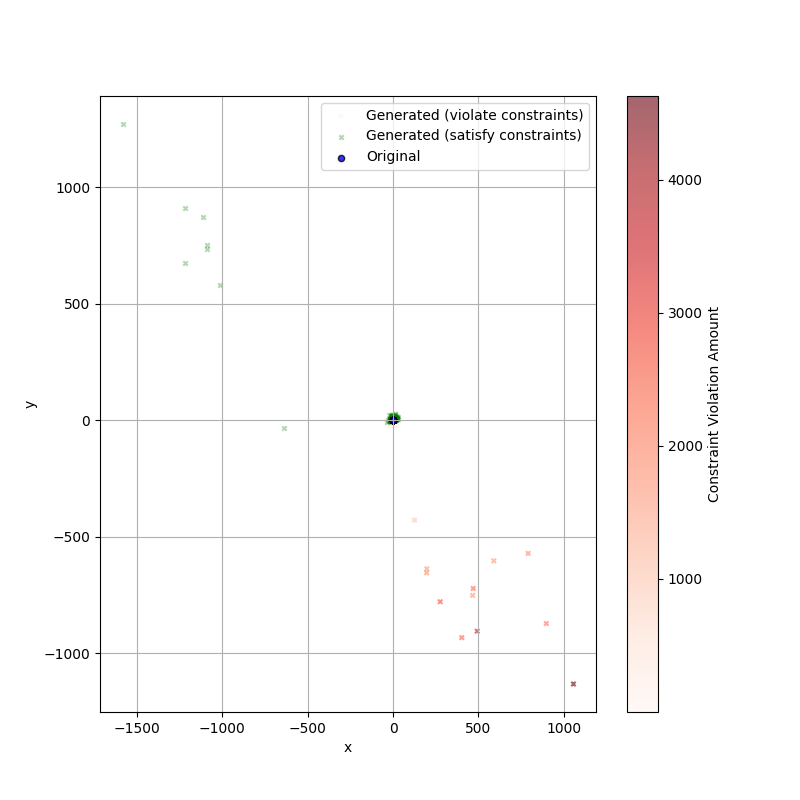 Generated (violate constraints)
Generated (satisfy constraints)
Original
1000
500
0
−500
−1000
y
−1500
−1000
−500
0
500
1000
x
4000
3000
2000
1000
Constraint Violation Amount